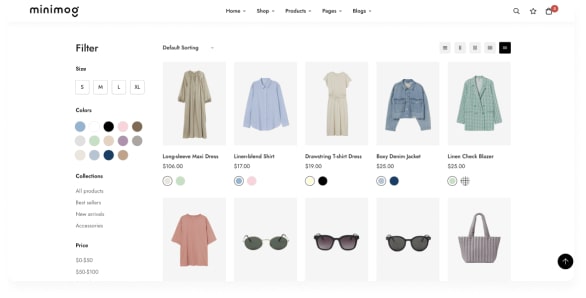 minimog
Home
Shop
Products
Pages
Blogs
Filter
Default Sorting
Size
S
M
L
XL
Colors
Collections
All products
Best sellers
New arrivals
Accessories
Price
$0-$50
$50-$100
Long-sleeve Maxi Dress
$106.00
Linen-blend Shirt
$17.00
Drawstring T-shirt Dress
$19.00
Boxy Denim Jacket
$25.00
Linen Check Blazer
$25.00